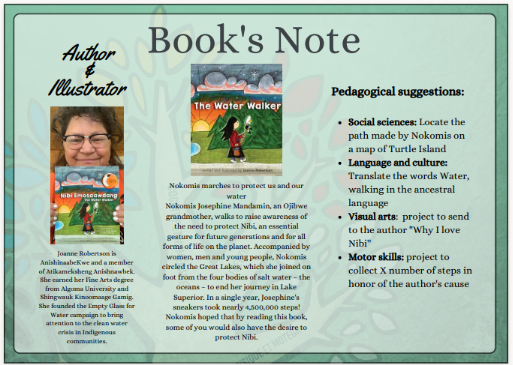 Book's Note
Author
&
Illustrator
Nibi Emosaawdang
Joanne Robertson is
AnishinaabeKwe and a member
of Atikameksheng Anishnawbek.
She earned her Fine Arts degree
from Algoma University and
Shingwauk Kinoomaage Gamig.
She founded the Empty Glass for
Water campaign to bring
attention to the clean water
crisis in Indigenous
communities.
The Water Walker
written and illustrated by Joanne Robertson
Nokomis marches to protect us and our
water
Nokomis Josephine Mandamin, an Ojibwe
grandmother, walks to raise awareness of
the need to protect Nibi, an essential
gesture for future generations and for all
forms of life on the planet. Accompanied by
women, men and young people, Nokomis
circled the Great Lakes, which she joined on
foot from the four bodies of salt water – the
oceans – to end her journey in Lake
Superior. In a single year, Josephine's
sneakers took nearly 4,500,000 steps!
Nokomis hoped that by reading this book,
some of you would also have the desire to
protect Nibi.
Pedagogical suggestions:
• Social sciences: Locate the
path made by Nokomis on
a map of Turtle Island
• Language and culture:
Translate the words Water,
walking in the ancestral
language
• Visual arts: project to send
to the author "Why I love
Nibi"
• Motor skills: project to
collect X number of steps in
honor of the author's cause